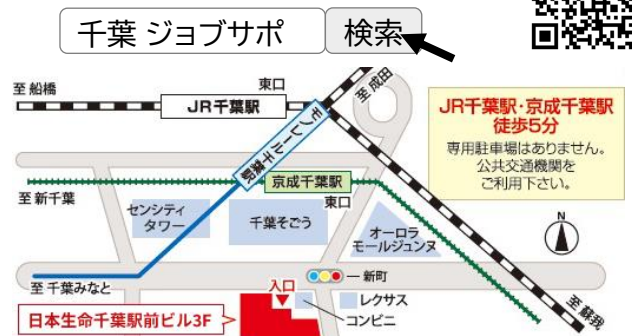 千葉 ジョブサポ 検索
至 船橋
東口
JR千葉駅
至 成田
モノレール千葉駅
JR千葉駅・京成千葉駅
徒歩5分
専用駐車場はありません。
公共交通機関を
ご利用下さい。
京成千葉駅
東口
至 新千葉
センシティ
タワー
千葉そごう
オーロラ
モールジュンヌ
N
新町
至 千葉みなと
入口
レクサス
コンビニ
至 蘇我
日本生命千葉駅前ビル3F